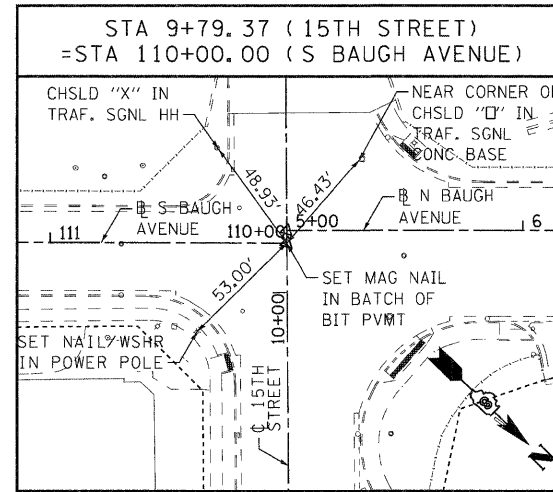 STA 9+79.37 (15TH STREET)
=STA 110+00.00 (S BAUGH AVENUE)
CHSLD "X" IN
TRAF. SGNL HH
NEAR CORNER OF
CHSLD "□" IN
TRAF. SGNL
CONC BASE
48.93'
46.43'
℄ S BAUGH
AVENUE
℄ N BAUGH
AVENUE
111
110+00
5+00
6
53.00'
SET MAG NAIL
IN BATCH OF
BIT PVMT
10+00
SET NAIL/WSHR
IN POWER POLE
℄ 15TH
STREET
N